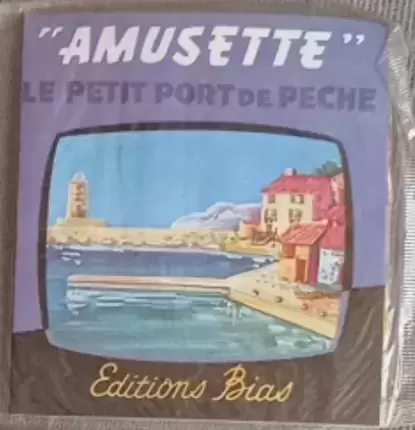 "AMUSETTE"
LE PETIT PORT DE PECHE
Editions Bias